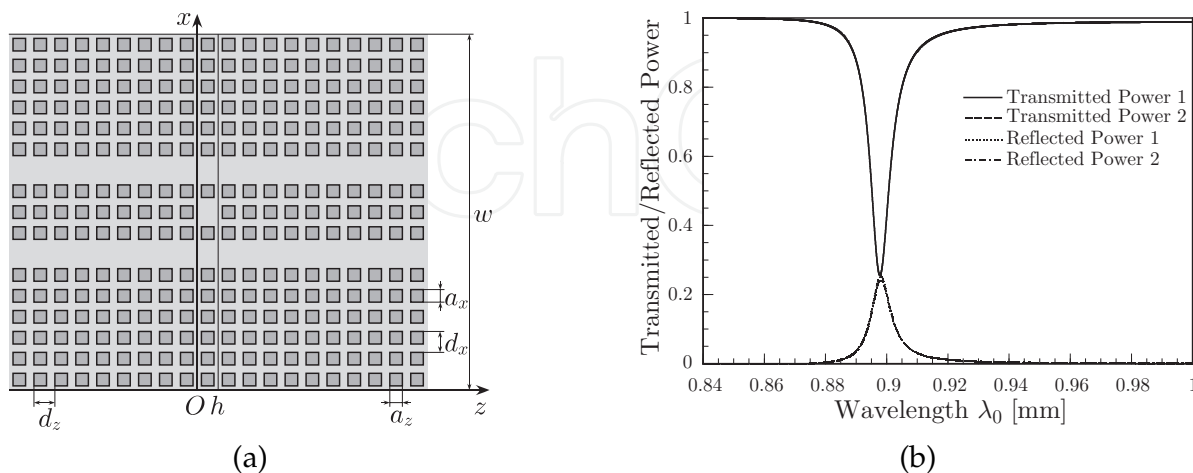 x
w
a_x
d_x
d_z
O h
a_z
z
(a)
Transmitted/Reflected Power
1
0.8
0.6
0.4
0.2
0
Transmitted Power 1
Transmitted Power 2
Reflected Power 1
Reflected Power 2
0.84 0.86 0.88 0.9 0.92 0.94 0.96 0.98 1
Wavelength λ₀ [mm]
(b)